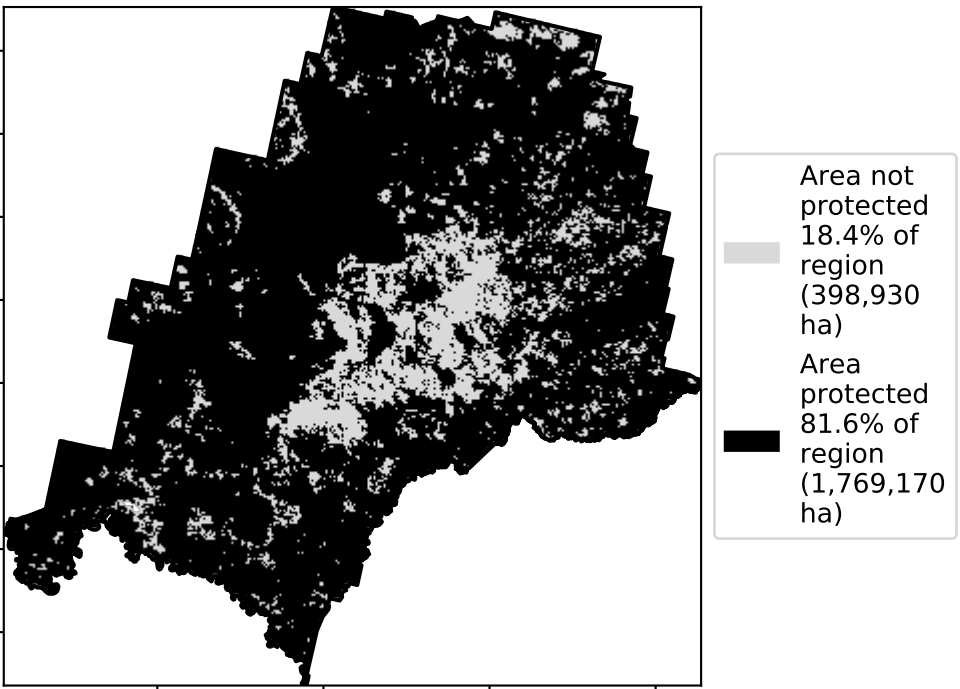 Area not
protected
18.4% of
region
(398,930
ha)
Area
protected
81.6% of
region
(1,769,170
ha)